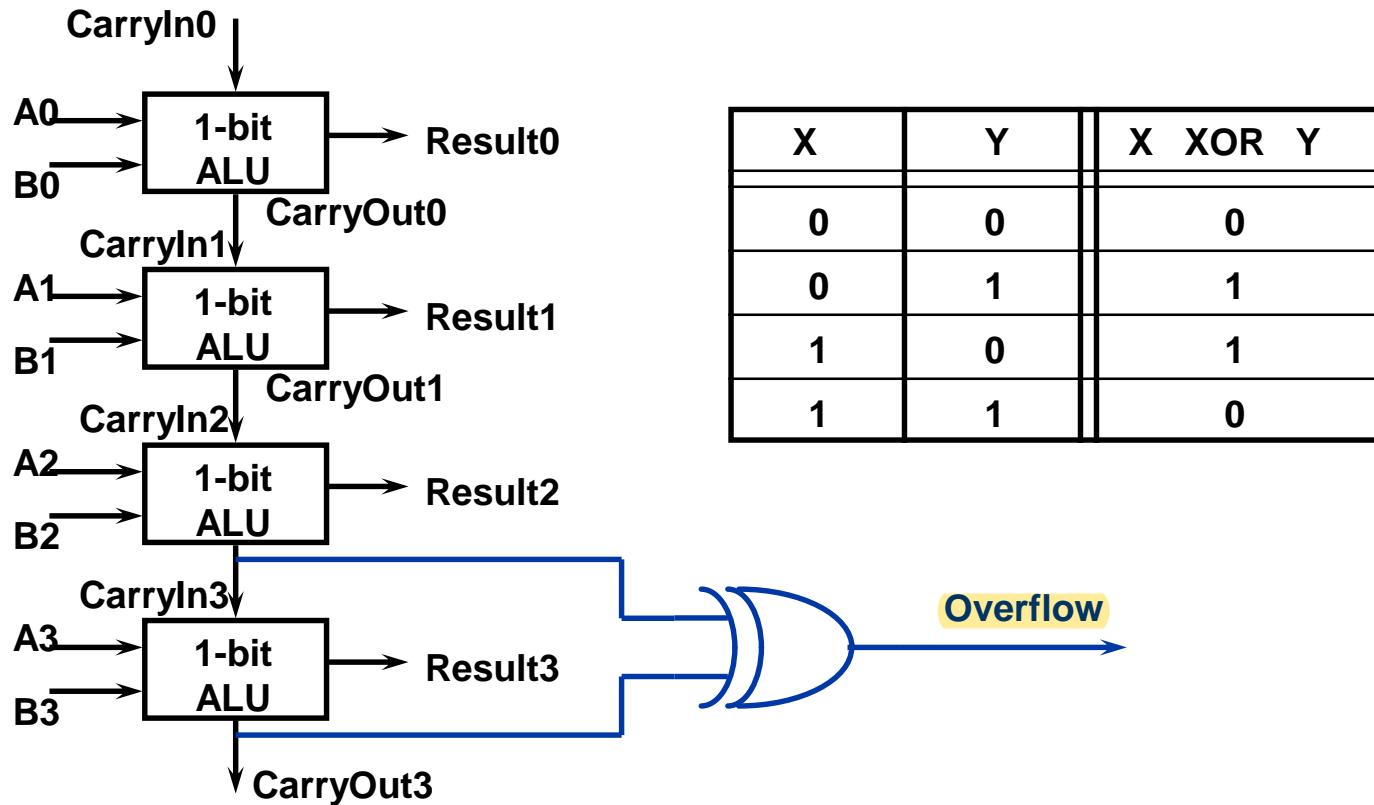 CarryIn0
A0
B0
1-bit
ALU
Result0
CarryOut0
CarryIn1
A1
B1
1-bit
ALU
Result1
CarryOut1
CarryIn2
A2
B2
1-bit
ALU
Result2
CarryIn3
A3
B3
1-bit
ALU
Result3
CarryOut3
Overflow
X Y X XOR Y
0 0 0
0 1 1
1 0 1
1 1 0